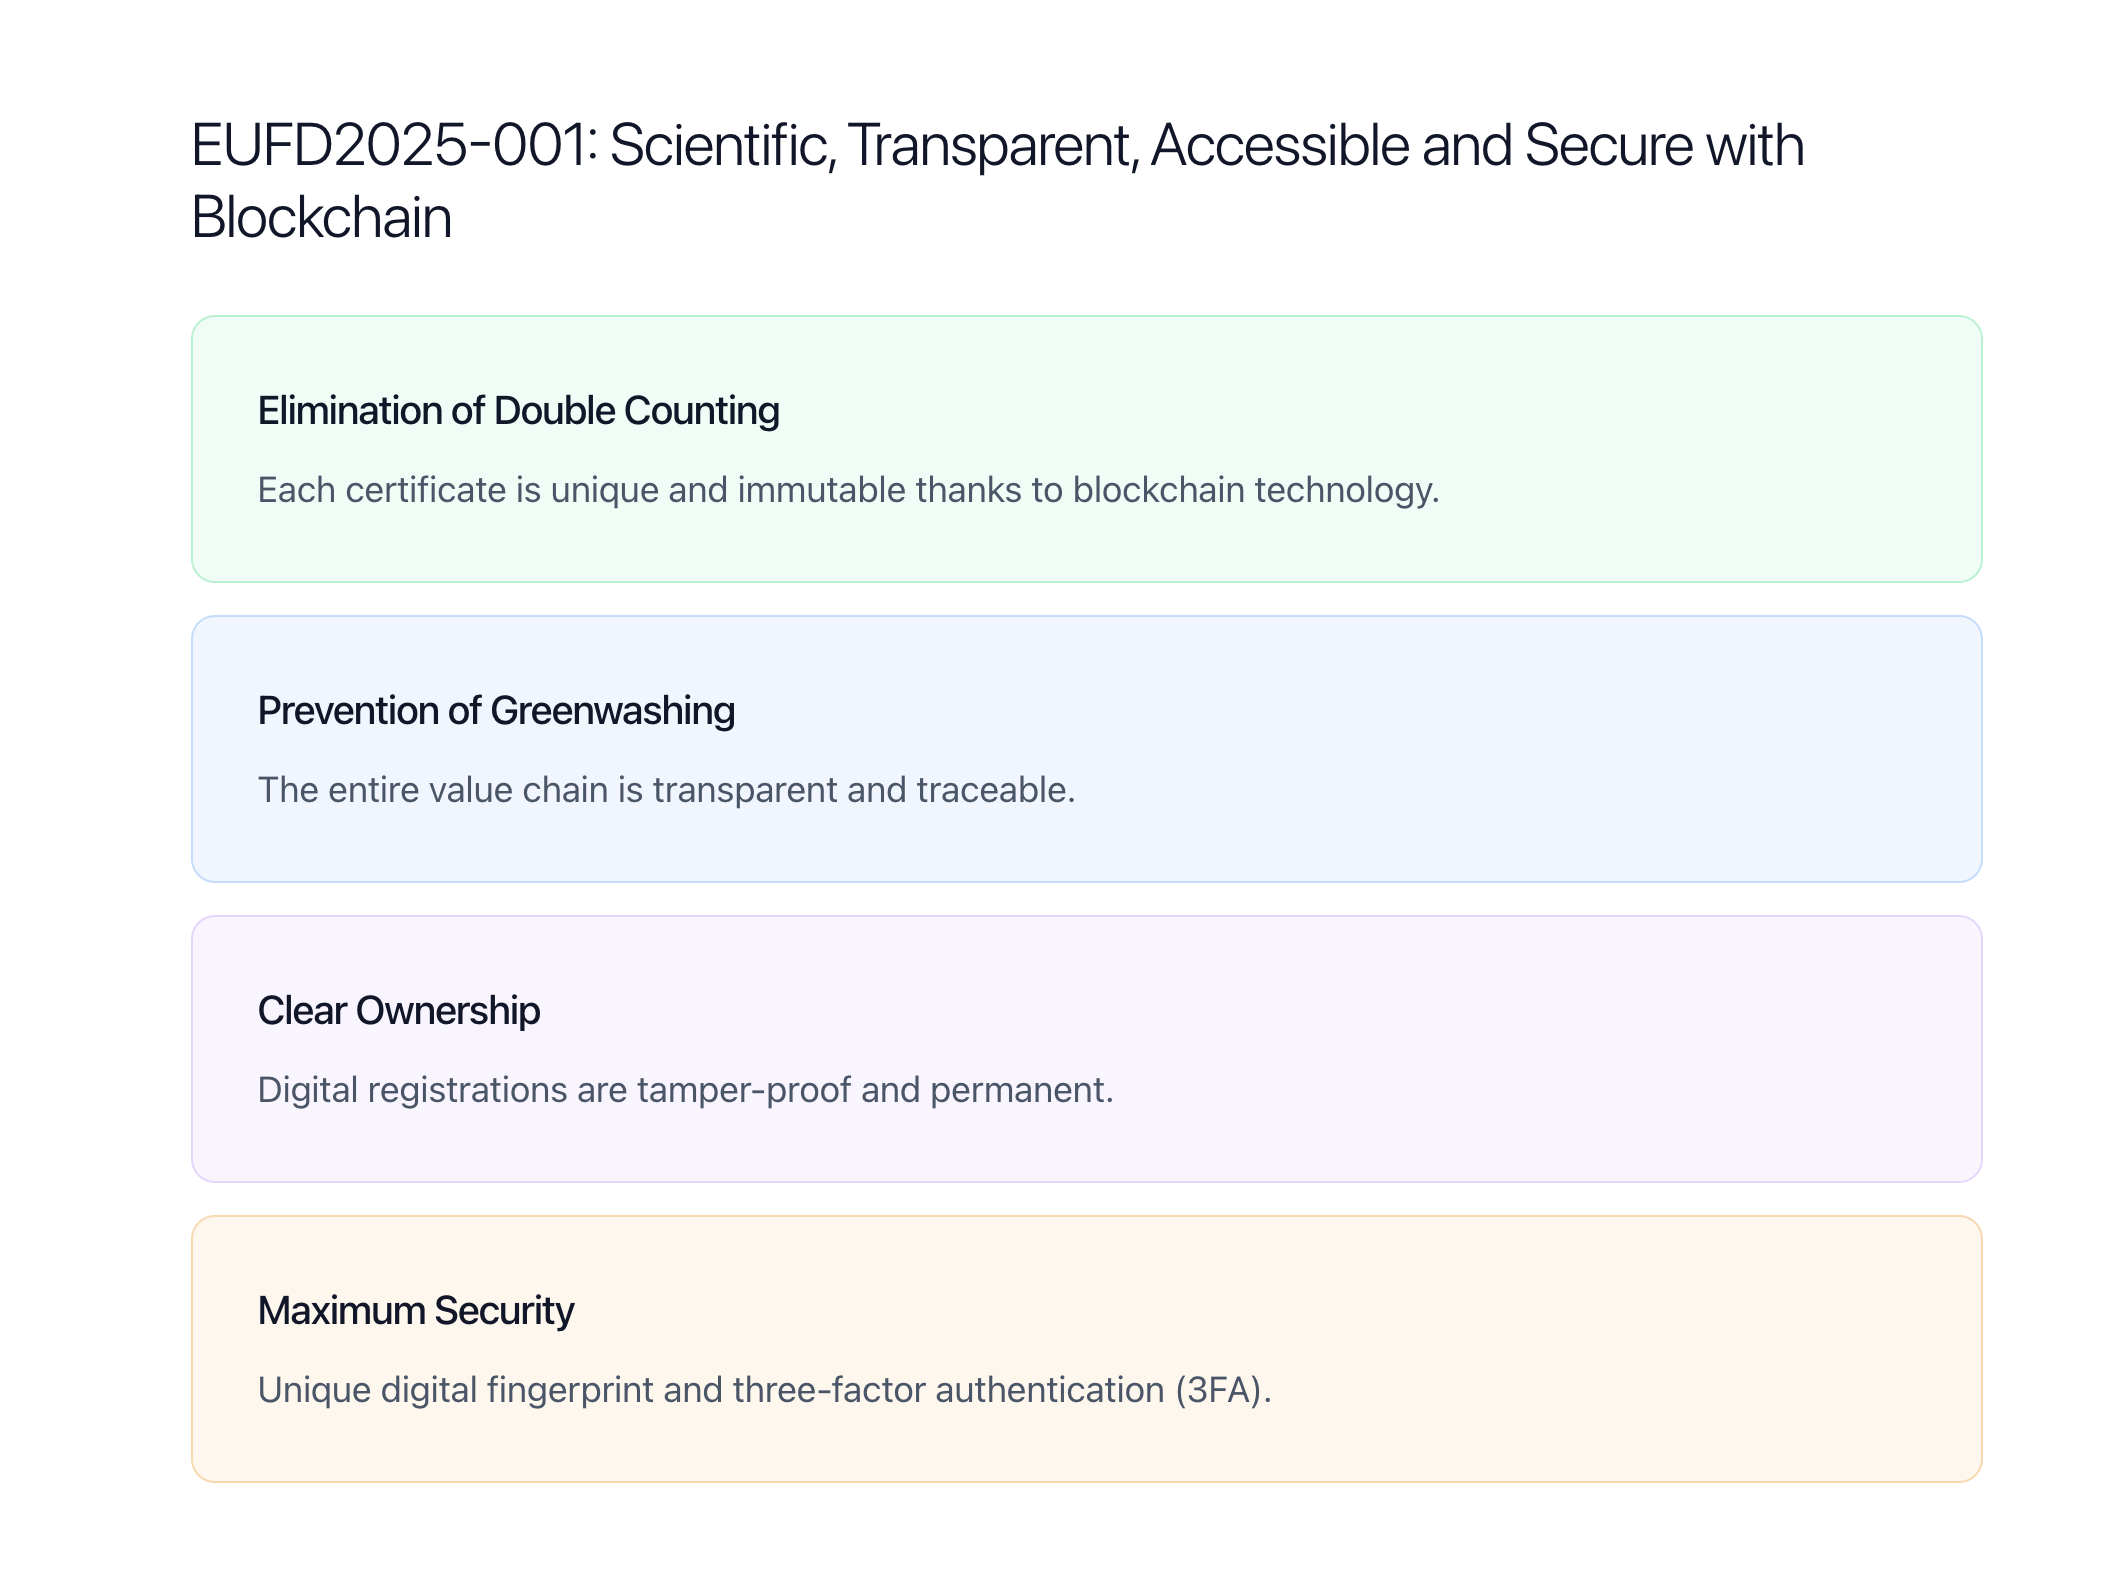 EUFD2025-001: Scientific, Transparent, Accessible and Secure with
Blockchain
Elimination of Double Counting
Each certificate is unique and immutable thanks to blockchain technology.
Prevention of Greenwashing
The entire value chain is transparent and traceable.
Clear Ownership
Digital registrations are tamper-proof and permanent.
Maximum Security
Unique digital fingerprint and three-factor authentication (3FA).